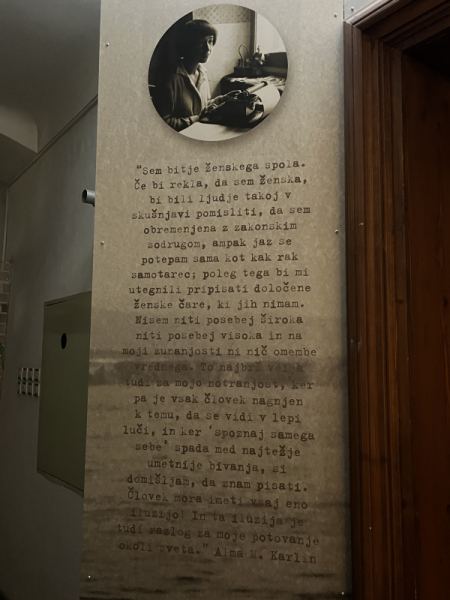 "Sem bitje ženskega spola.
Če bi rekla, da sem ženska,
bi bili ljudje takoj v
skušnjavi pomisliti, da sem
obremenjena z zakonskim
sodrugom, ampak jaz se
potepam sama kot kak rak
samotarec; poleg tega bi mi
utegnili pripisati določene
ženske čare, ki jih nimam.
Nisem niti posebej široka
niti posebej visoka in na
moji zunanjosti ni nič omembe
vrednega. To najbrž velja
tudi za mojo notranjost, ker
pa je vsak človek nagnjen
k temu, da se vidi v lepi
luči, in ker 'spoznaj samega
sebe' spada med najtežje
umetnije bivanja, si
domišljam, da znam pisati.
Človek mora imeti vsaj eno
iluzijo! In ta iluzija je
tudi razlog za moje potovanje
okoli sveta." Alma M. Karlin